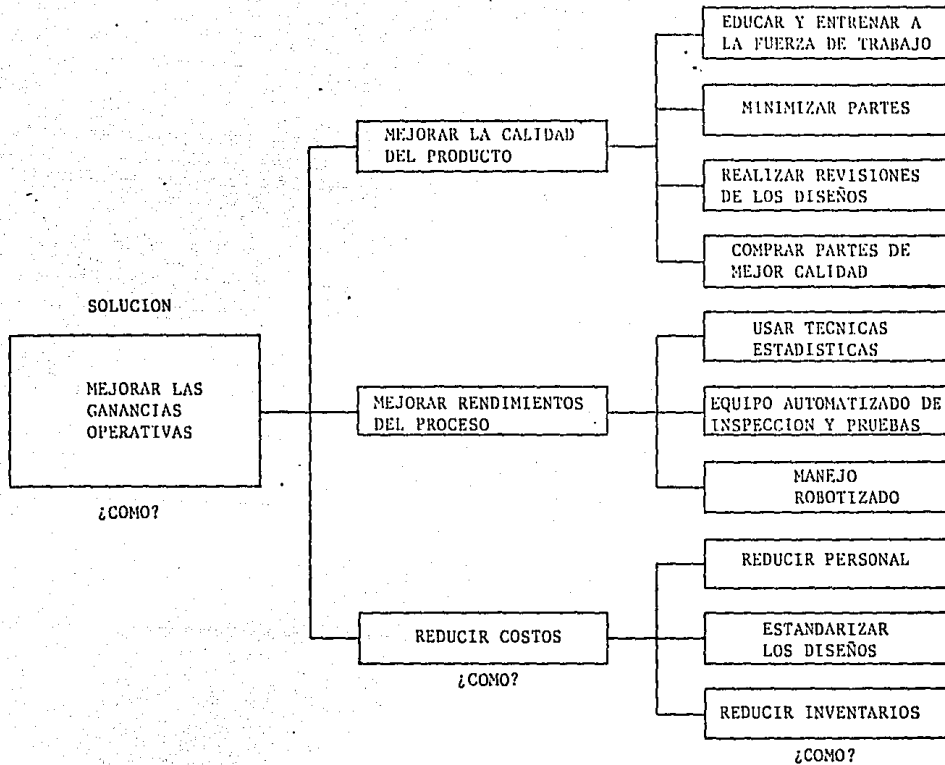 SOLUCION
MEJORAR LAS
GANANCIAS
OPERATIVAS
¿COMO?
MEJORAR LA CALIDAD
DEL PRODUCTO
EDUCAR Y ENTRENAR A
LA FUERZA DE TRABAJO
MINIMIZAR PARTES
REALIZAR REVISIONES
DE LOS DISEÑOS
COMPRAR PARTES DE
MEJOR CALIDAD
MEJORAR RENDIMIENTOS
DEL PROCESO
USAR TECNICAS
ESTADISTICAS
EQUIPO AUTOMATIZADO DE
INSPECCION Y PRUEBAS
MANEJO
ROBOTIZADO
REDUCIR COSTOS
¿COMO?
REDUCIR PERSONAL
ESTANDARIZAR
LOS DISEÑOS
REDUCIR INVENTARIOS
¿COMO?